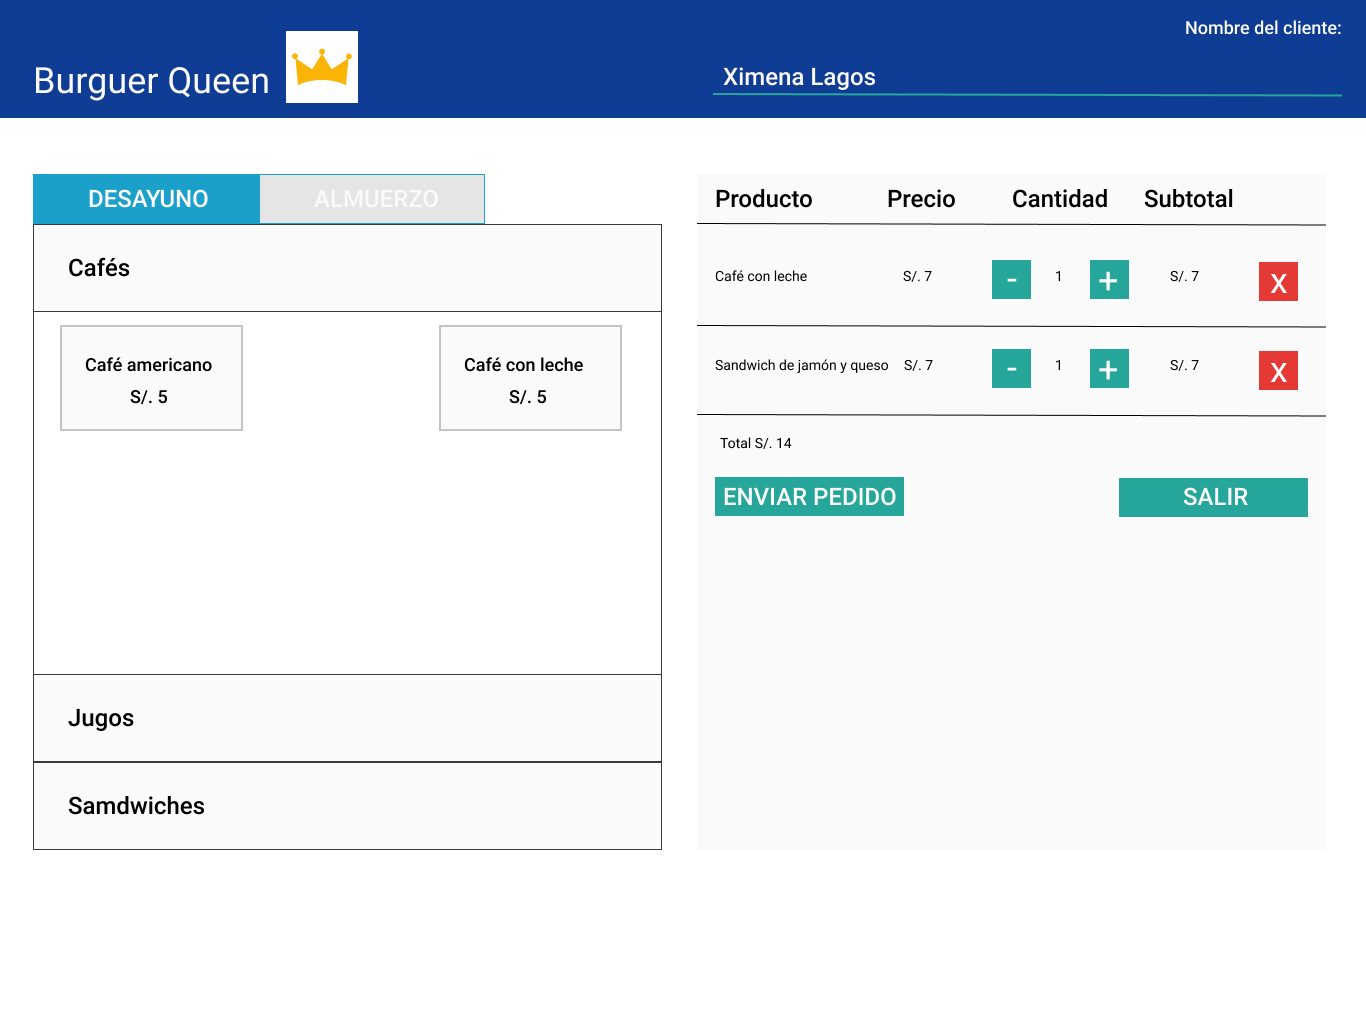 Burguer Queen
Nombre del cliente:
Ximena Lagos
DESAYUNO ALMUERZO
Cafés
Café americano
S/. 5
Café con leche
S/. 5
Jugos
Samdwiches
Producto Precio Cantidad Subtotal
Café con leche S/. 7 - 1 + S/. 7 X
Sandwich de jamón y queso S/. 7 - 1 + S/. 7 X
Total S/. 14
ENVIAR PEDIDO SALIR